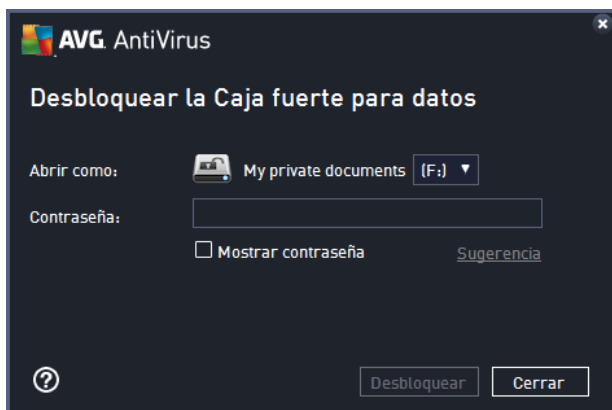 AVG. AntiVirus
Desbloquear la Caja fuerte para datos
Abrir como: My private documents (F:)
Contraseña:
Mostrar contraseña Sugerencia
? Desbloquear Cerrar